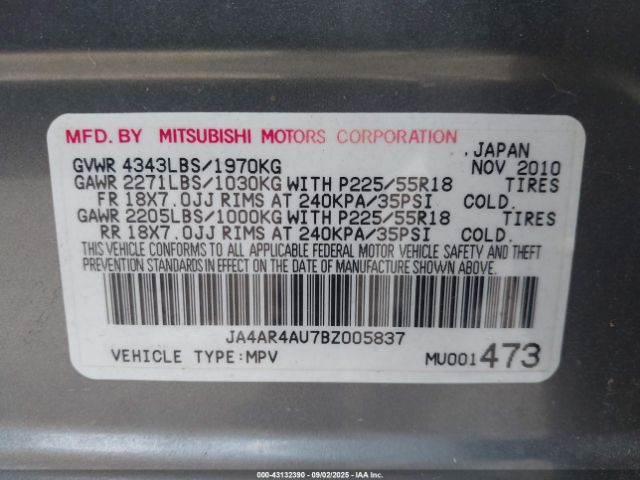 MFD. BY MITSUBISHI MOTORS CORPORATION
, JAPAN
GVWR 4343LBS/1970KG NOV 2010
GAWR 2271LBS/1030KG WITH P225/55R18 TIRES
FR 18X7.0JJ RIMS AT 240KPA/35PSI COLD.
GAWR 2205LBS/1000KG WITH P225/55R18 TIRES
RR 18X7.0JJ RIMS AT 240KPA/35PSI COLD.
THIS VEHICLE CONFORMS TO ALL APPLICABLE FEDERAL MOTOR VEHICLE SAFETY AND THEFT
PREVENTION STANDARDS IN EFFECT ON THE DATE OF MANUFACTURE SHOWN ABOVE.
JA4AR4AU7BZ005837
VEHICLE TYPE:MPV MU001473
000-43132390 - 09/02/2025 - COPYRIGHT IAA, LLC.